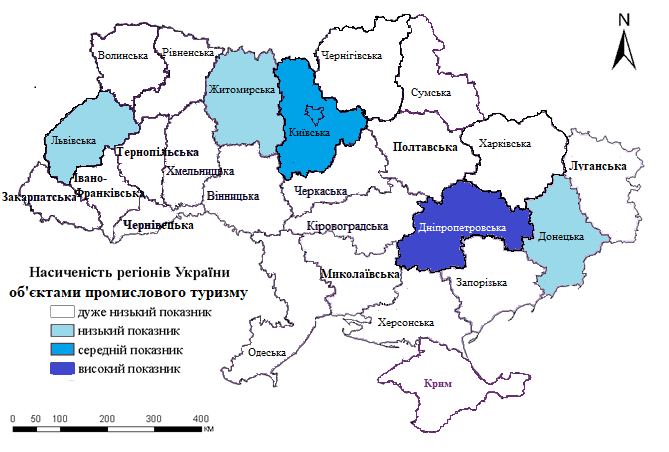 N
Чернігівська
Рівненська
Волинська
Сумська
Житомирська
Київська
Львівська
Полтавська
Харківська
Тернопільська
Луганська
Хмельницька
Івано-
Франківська
Закарпатська
Вінницька
Черкаська
Чернівецька
Кіровоградська
Дніпропетровська
Донецька
Миколаївська
Запорізька
Насиченість регіонів України
об'єктами промислового туризму
дуже низький показник
низький показник
середній показник
високий показник
Херсонська
Одеська
Крим
0 50 100 200 300 400
КМ